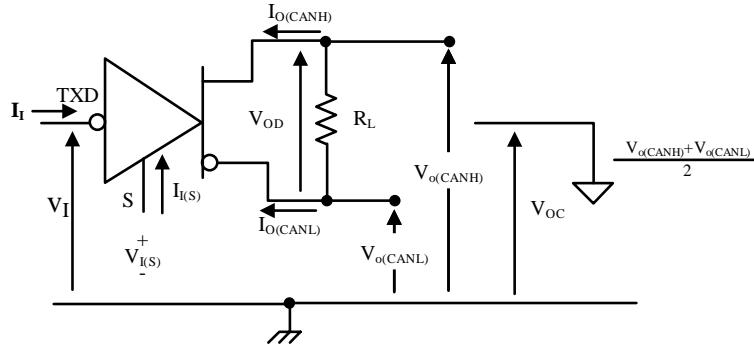 I_O(CANH)
I_I
TXD
V_OD
R_L
V_o(CANH)+V_o(CANL)
2
V_o(CANH)
V_I
S
I_I(S)
V_OC
I_O(CANL)
+
V_I(S)
-
V_o(CANL)